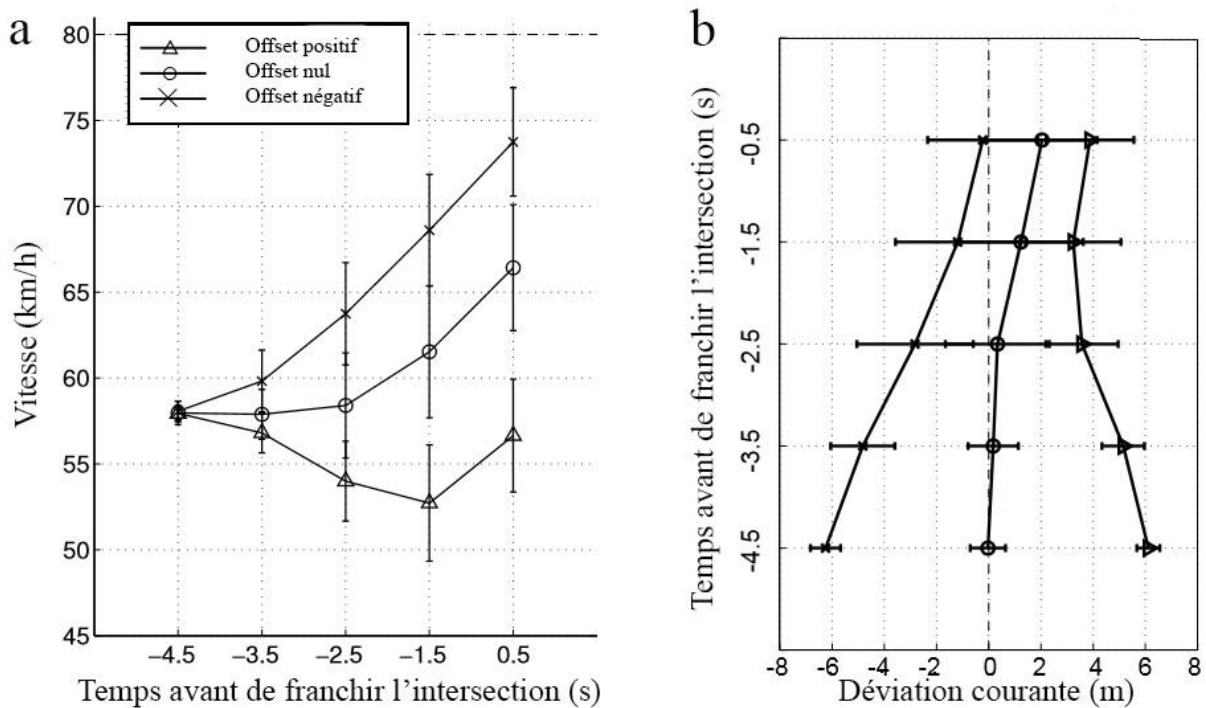 a
80
75
70
65
60
55
50
45
Vitesse (km/h)
Offset positif
Offset nul
Offset négatif
−4.5 −3.5 −2.5 −1.5 0.5
Temps avant de franchir l’intersection (s)
b
Temps avant de franchir l’intersection (s)
-0.5
-1.5
-2.5
-3.5
-4.5
-8 -6 -4 -2 0 2 4 6 8
Déviation courante (m)